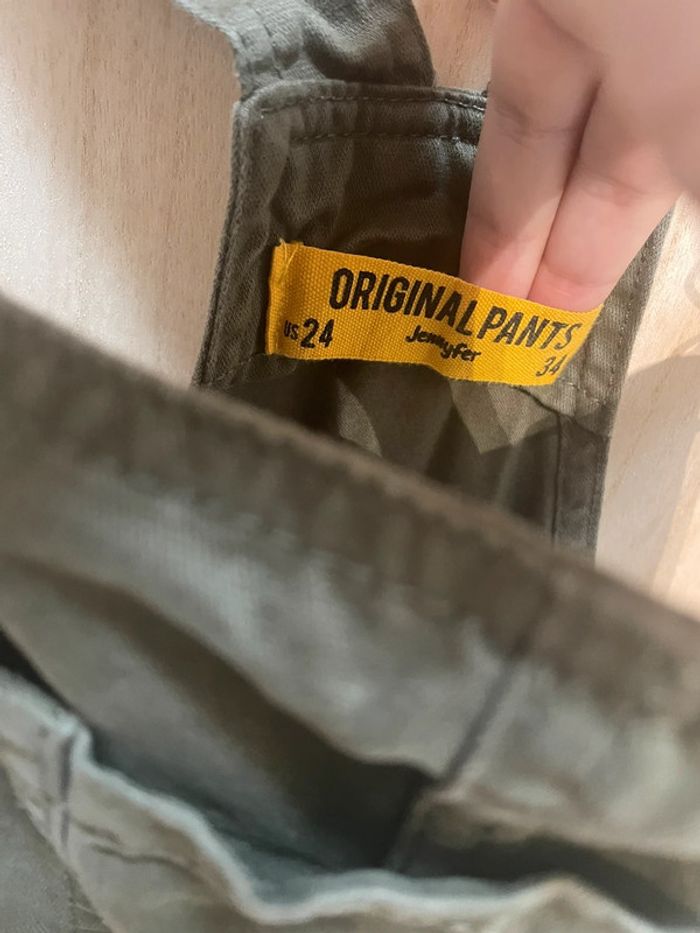 ORIGINAL PANTS
US 24
Jennyfer
34